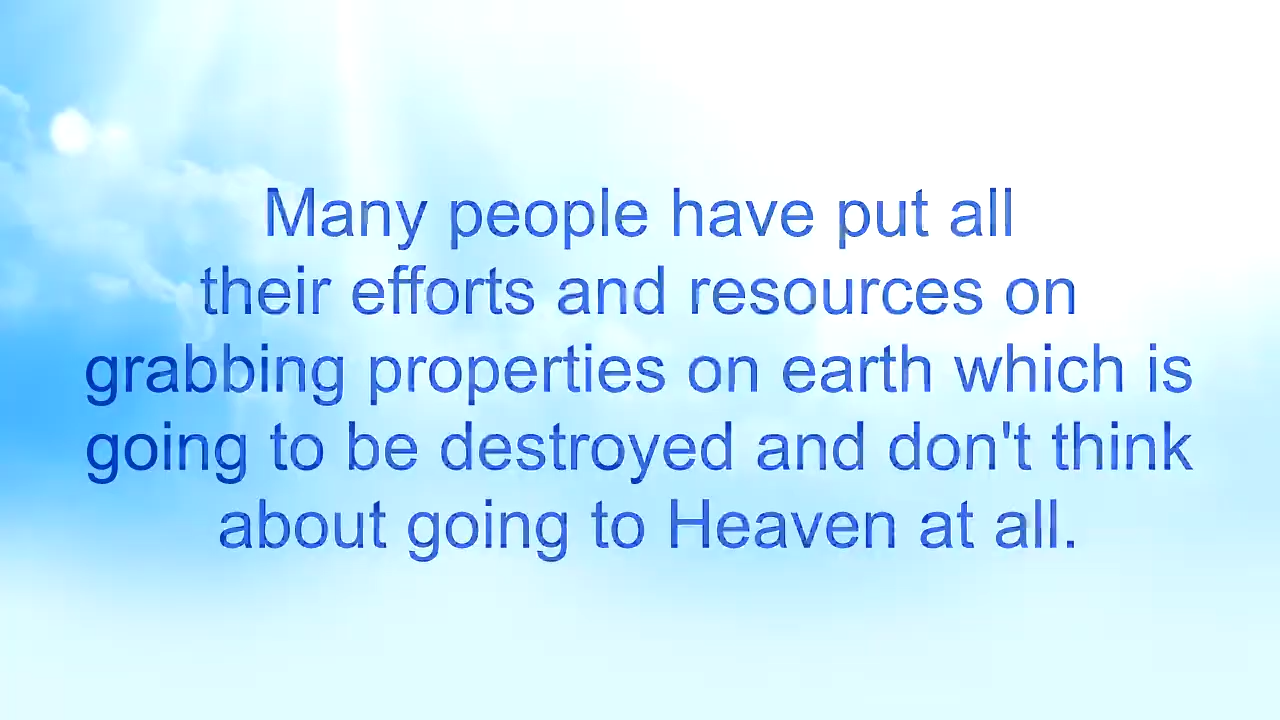 Many people have put all
their efforts and resources on
grabbing properties on earth which is
going to be destroyed and don't think
about going to Heaven at all.